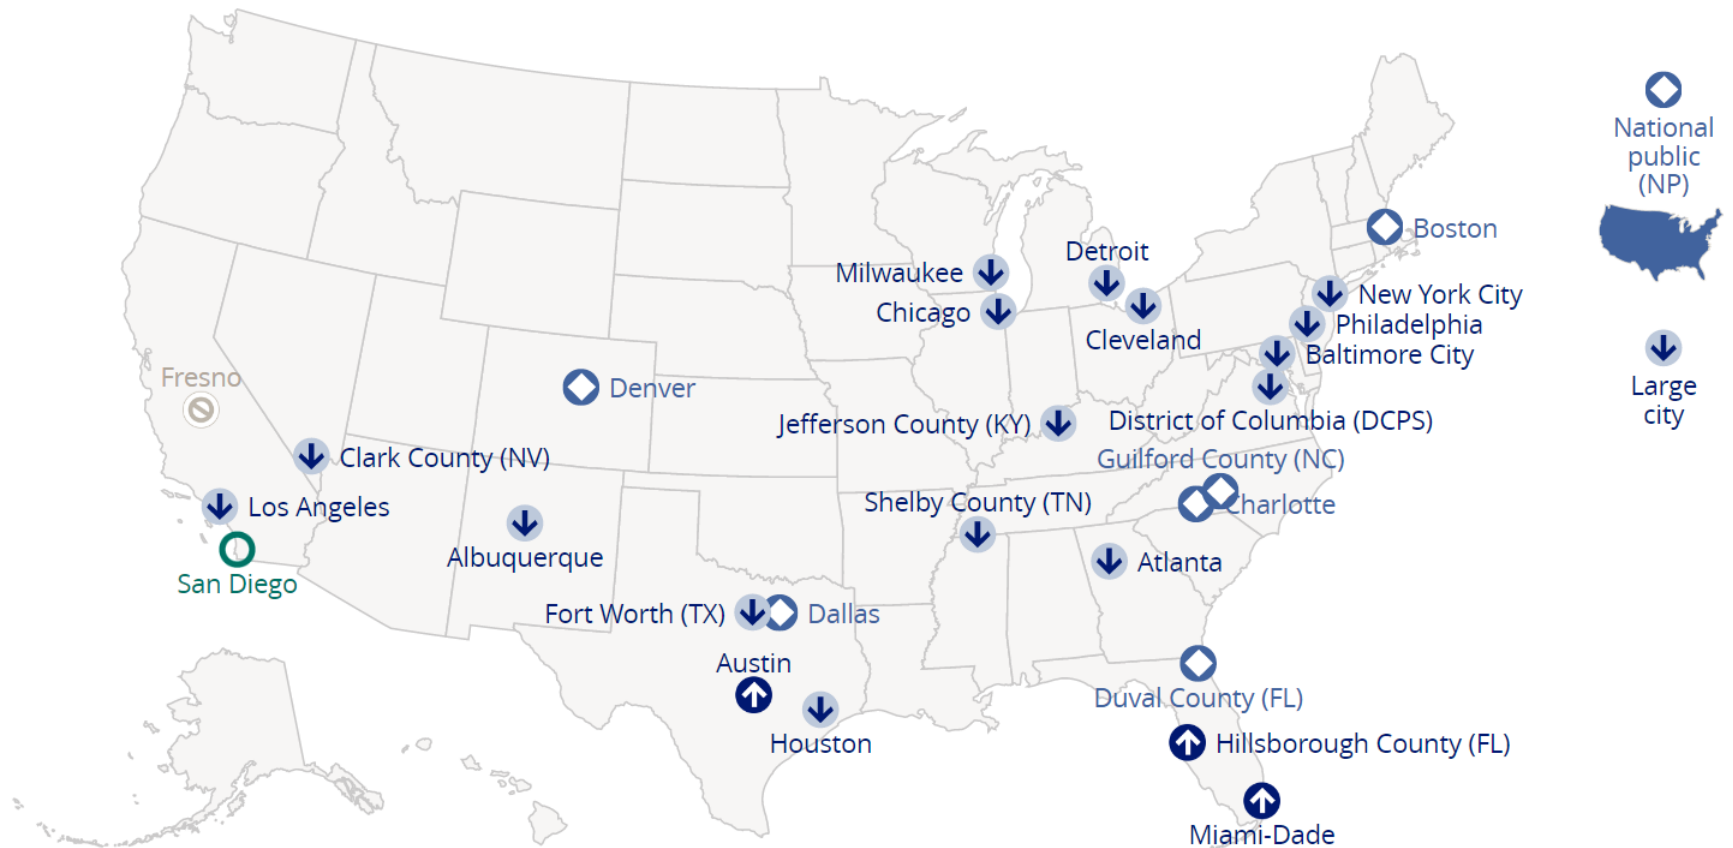 National
public
(NP)
Boston
Detroit
Milwaukee
New York City
Chicago
Philadelphia
Cleveland
Baltimore City
Fresno
Denver
Large
city
Jefferson County (KY)
District of Columbia (DCPS)
Clark County (NV)
Guilford County (NC)
Shelby County (TN)
Charlotte
Los Angeles
Albuquerque
Atlanta
San Diego
Fort Worth (TX)
Dallas
Austin
Duval County (FL)
Houston
Hillsborough County (FL)
Miami-Dade